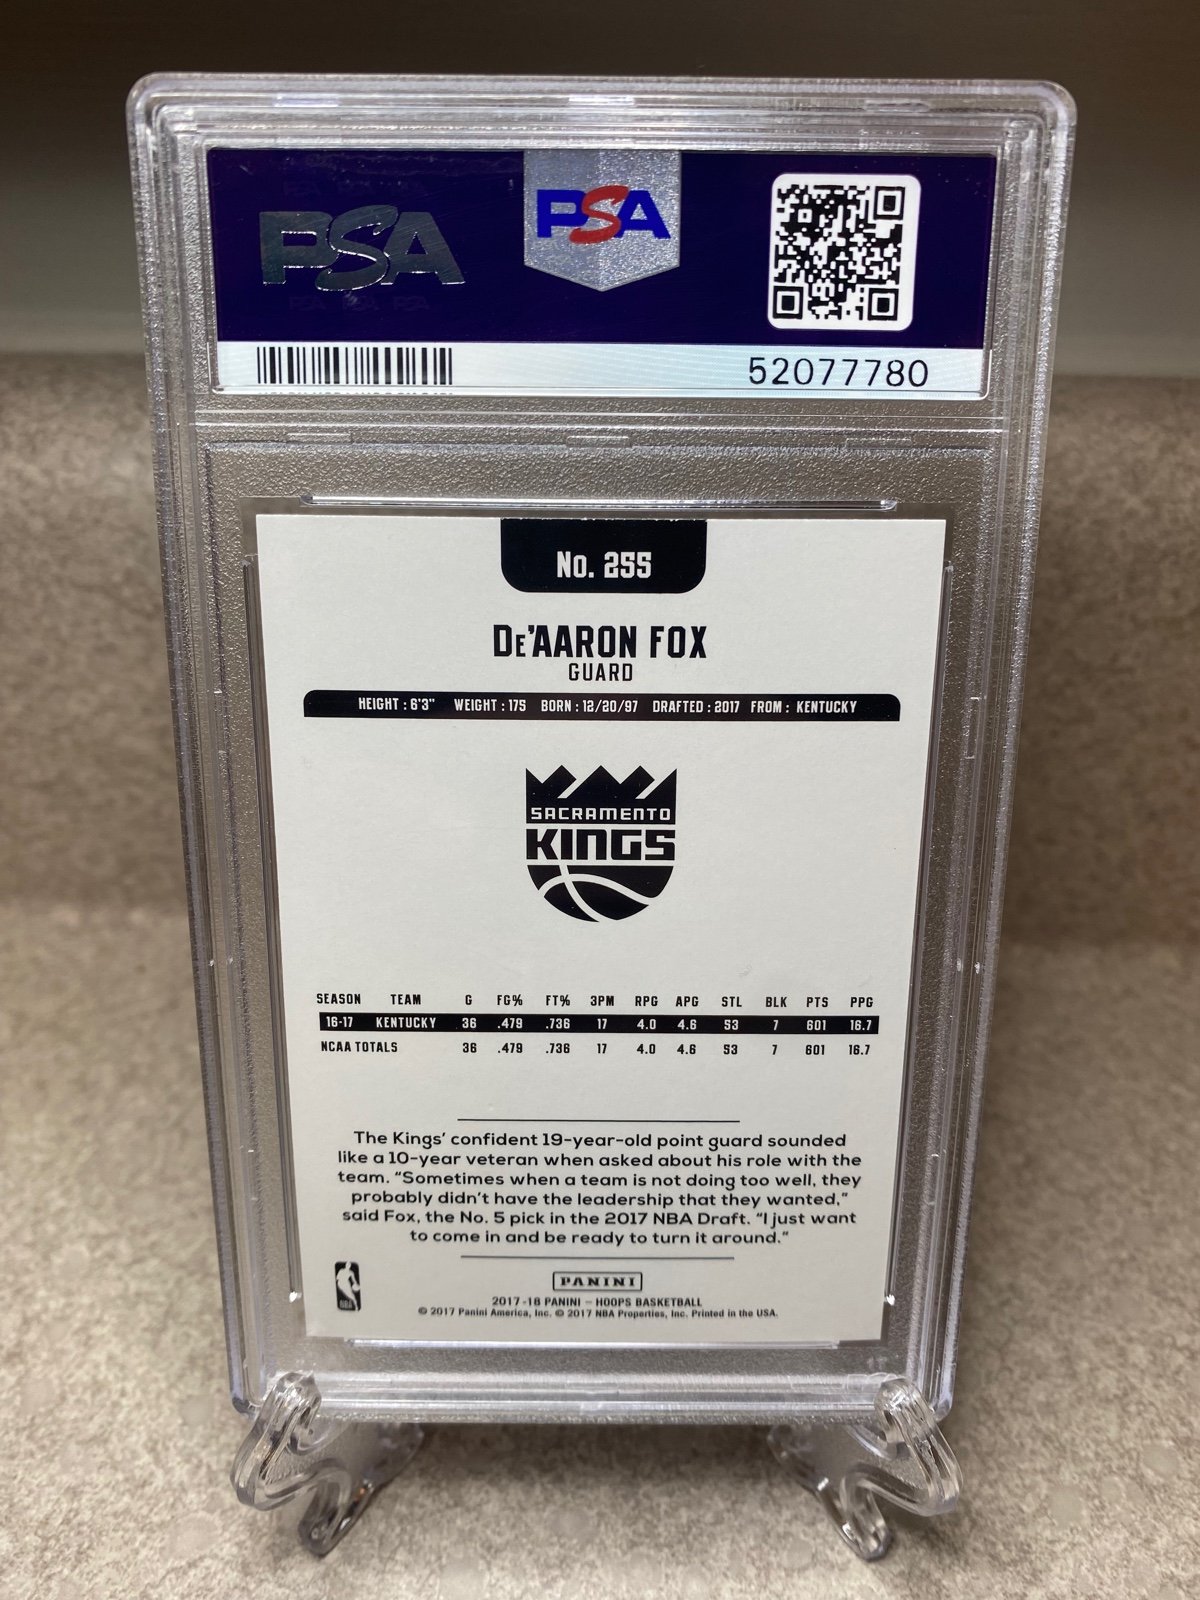 PSA
PSA
52077780
No. 255
De'AARON FOX
GUARD
HEIGHT : 6'3" WEIGHT : 175 BORN : 12/20/97 DRAFTED : 2017 FROM : KENTUCKY
SACRAMENTO
KINGS
SEASON TEAM G FG% FT% 3PM RPG APG STL BLK PTS PPG
16-17 KENTUCKY 36 .479 .736 17 4.0 4.6 53 7 601 16.7
NCAA TOTALS 36 .479 .736 17 4.0 4.6 53 7 601 16.7
The Kings' confident 19-year-old point guard sounded
like a 10-year veteran when asked about his role with the
team. "Sometimes when a team is not doing too well, they
probably didn't have the leadership that they wanted,"
said Fox, the No. 5 pick in the 2017 NBA Draft. "I just want
to come in and be ready to turn it around."
NBA
PANINI
2017-18 PANINI – HOOPS BASKETBALL
© 2017 Panini America, Inc. © 2017 NBA Properties, Inc. Printed in the USA.